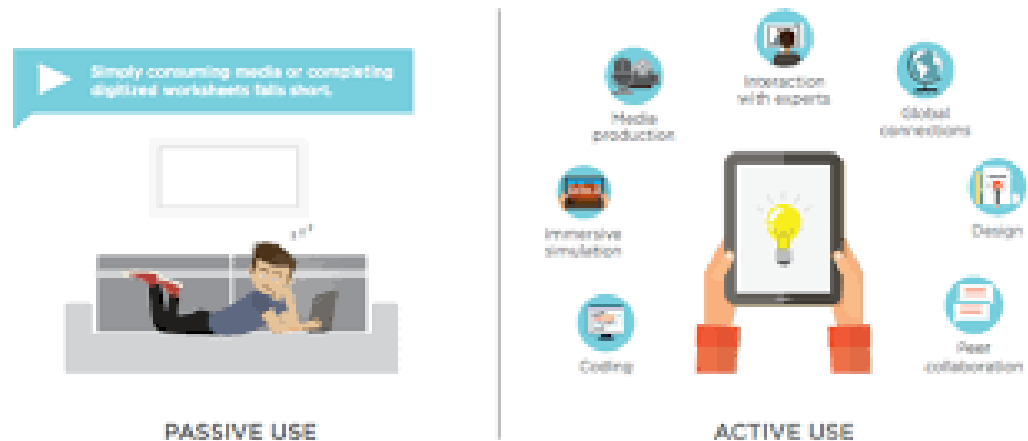 Simply consuming media or completing
digitized worksheets falls short.
zzz
PASSIVE USE
Interaction
with experts
Media
production
Global
connections
Immersive
simulation
Design
Coding
Peer
collaboration
ACTIVE USE